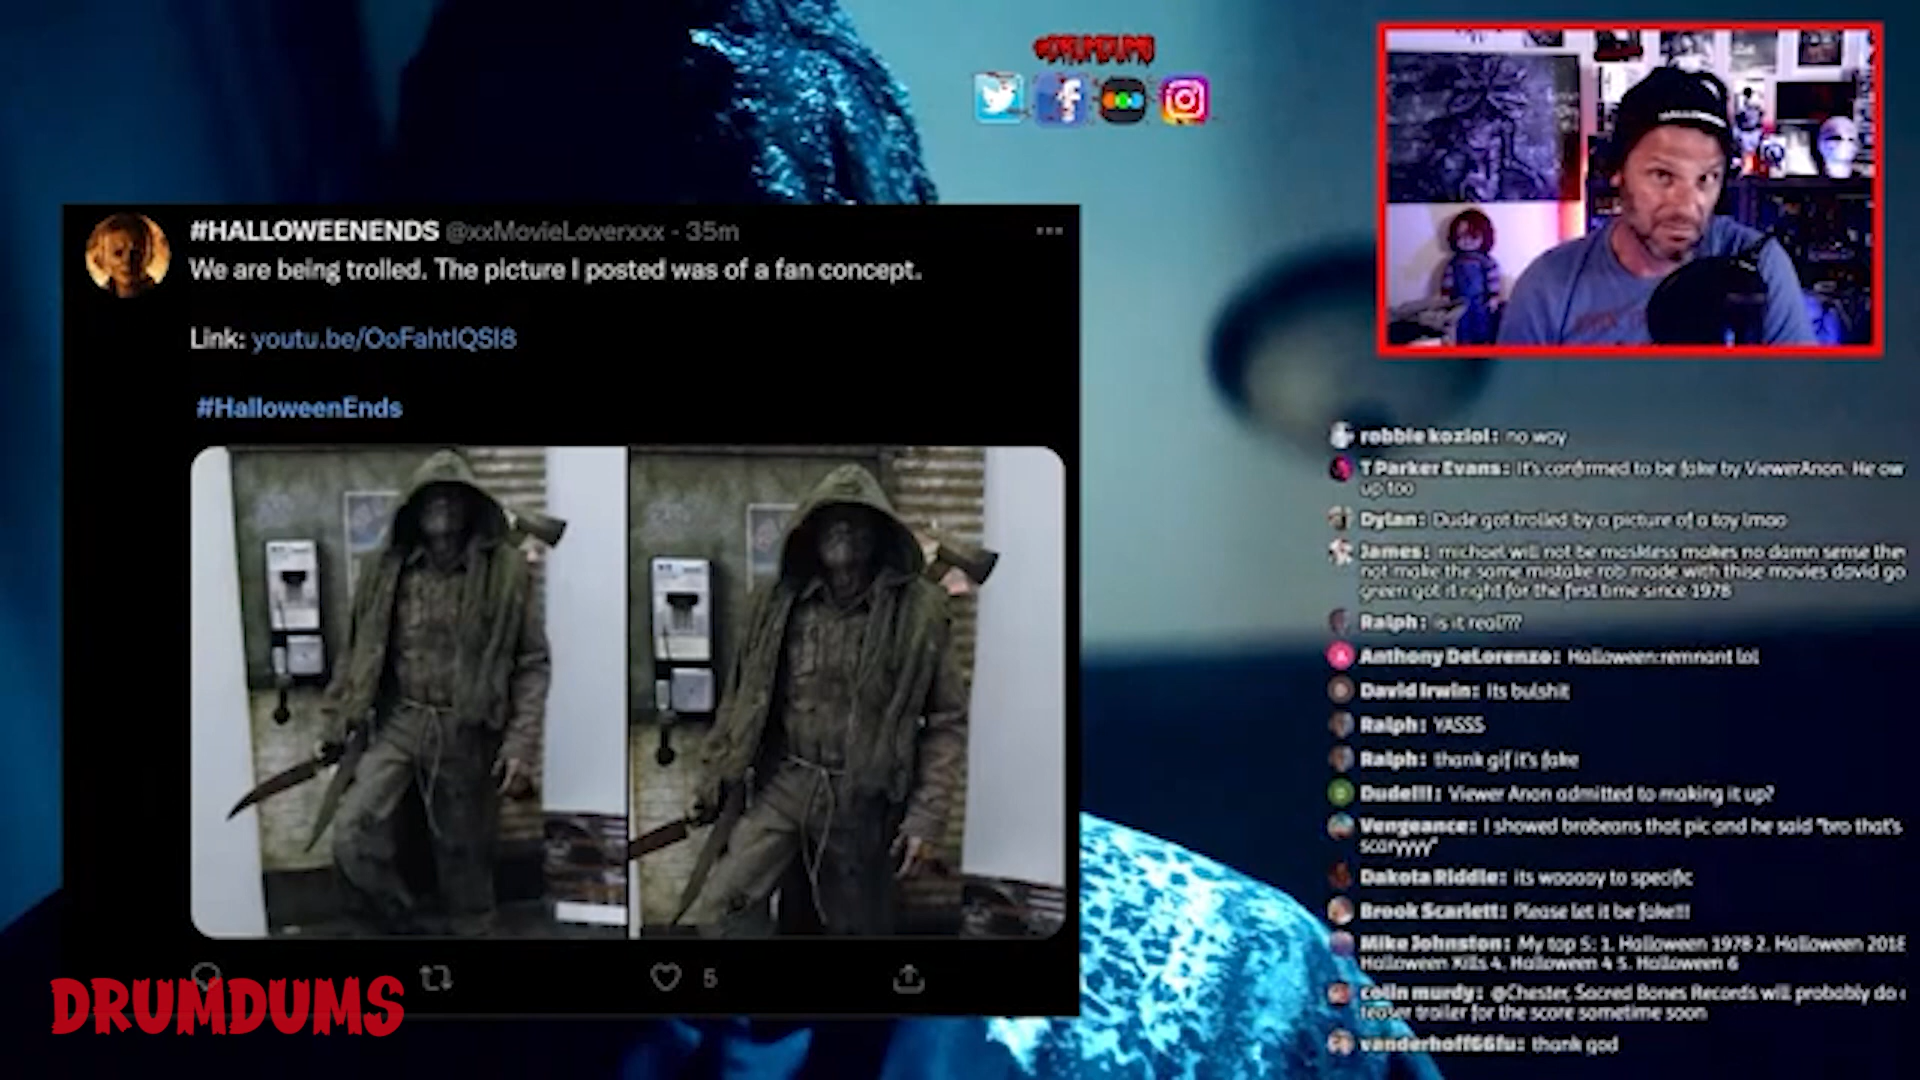 #DRUMDUMS
#HALLOWEENENDS @xxMovieLoverxxx · 35m
We are being trolled. The picture I posted was of a fan concept.
Link: youtu.be/OoFahtIQSI8
#HalloweenEnds
5
DRUMDUMS
robbie koziol: no way
T Parker Evans: It's confirmed to be fake by ViewerAnon. He ow
up too
Dylan: Dude got trolled by a picture of a toy lmao
James: michael will not be maskless makes no damn sense they
not make the same mistake rob made with thise movies david go
green got it right for the first time since 1978
Ralph: is it real???
Anthony DeLorenzo: Halloween:remnant lol
David Irwin: Its bulshit
Ralph: YASSS
Ralph: thank gif it's fake
Dude!!!: Viewer Anon admitted to making it up?
Vengeance: I showed brobeans that pic and he said "bro that's
scaryyyy"
Dakota Riddle: its wooooy to specific
Brook Scarlett: Please let it be fake!!!
Mike Johnston: My top 5: 1. Halloween 1978 2. Halloween 2018
Halloween Kills 4. Halloween 4 5. Halloween 6
colin murdy: @Chester, Sacred Bones Records will probably do
teaser trailer for the score sometime soon
vanderhoff66fu: thank god